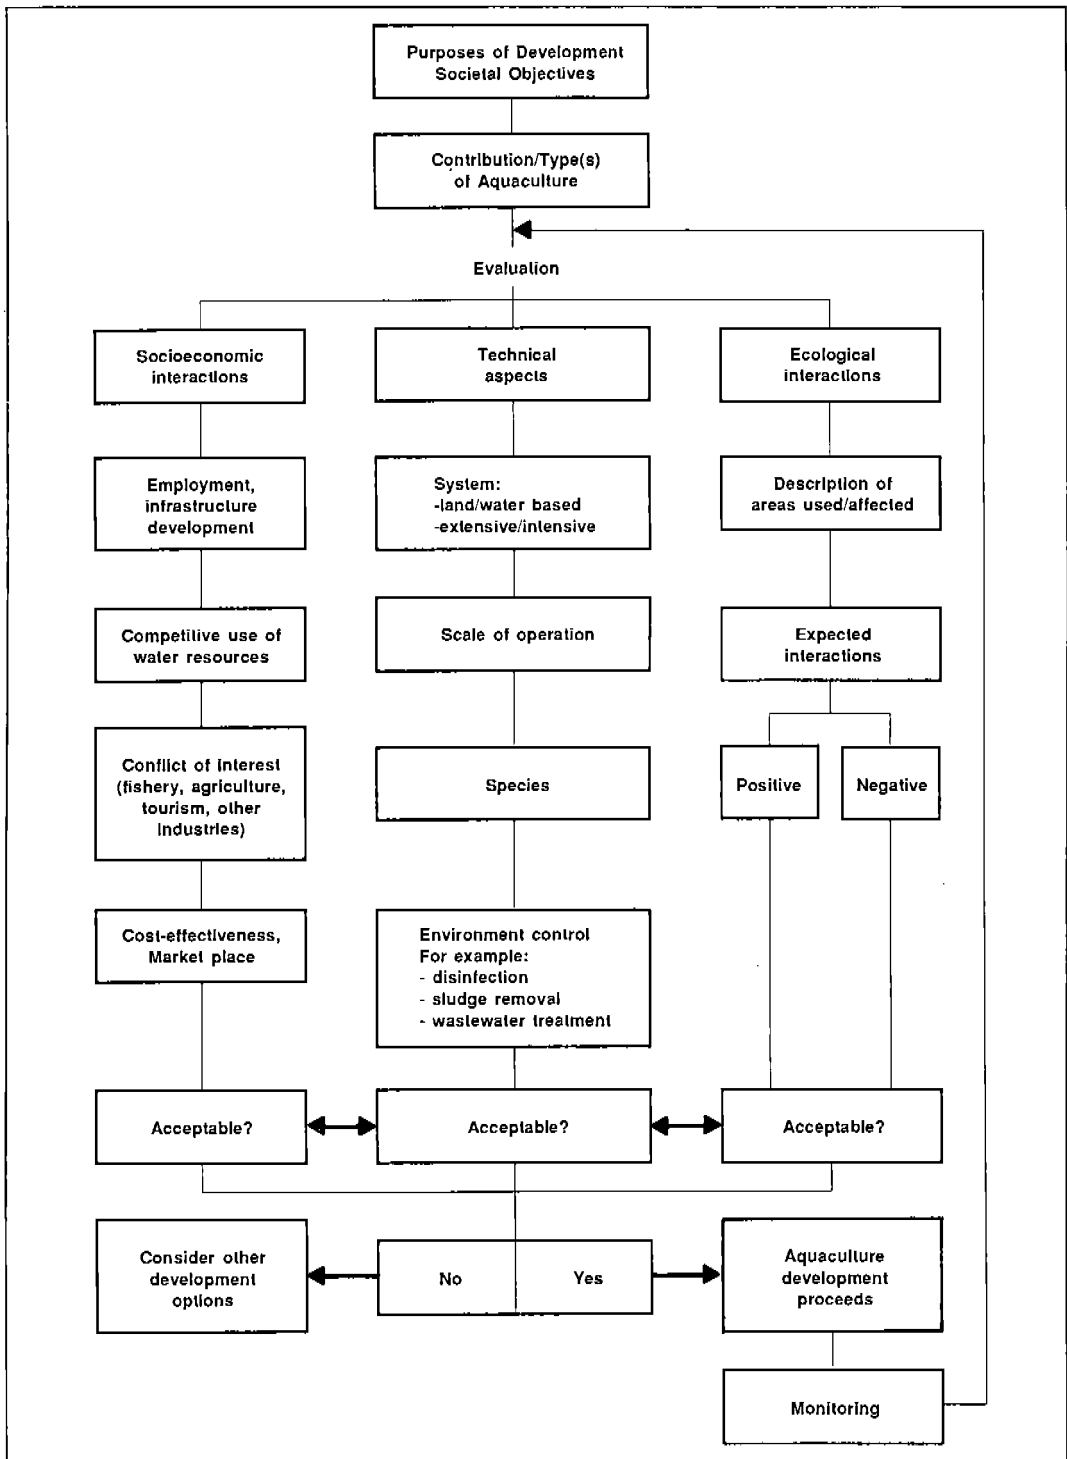 Purposes of Development
Societal Objectives
Contribution/Type(s)
of Aquaculture
Evaluation
Socioeconomic
interactions
Technical
aspects
Ecological
interactions
Employment,
infrastructure
development
System:
-land/water based
-extensive/intensive
Description of
areas used/affected
Competitive use of
water resources
Scale of operation
Expected
interactions
Conflict of interest
(fishery, agriculture,
tourism, other
industries)
Species
Positive
Negative
Cost-effectiveness,
Market place
Environment control
For example:
- disinfection
- sludge removal
- wastewater treatment
Acceptable?
Acceptable?
Acceptable?
Consider other
development
options
No
Yes
Aquaculture
development
proceeds
Monitoring